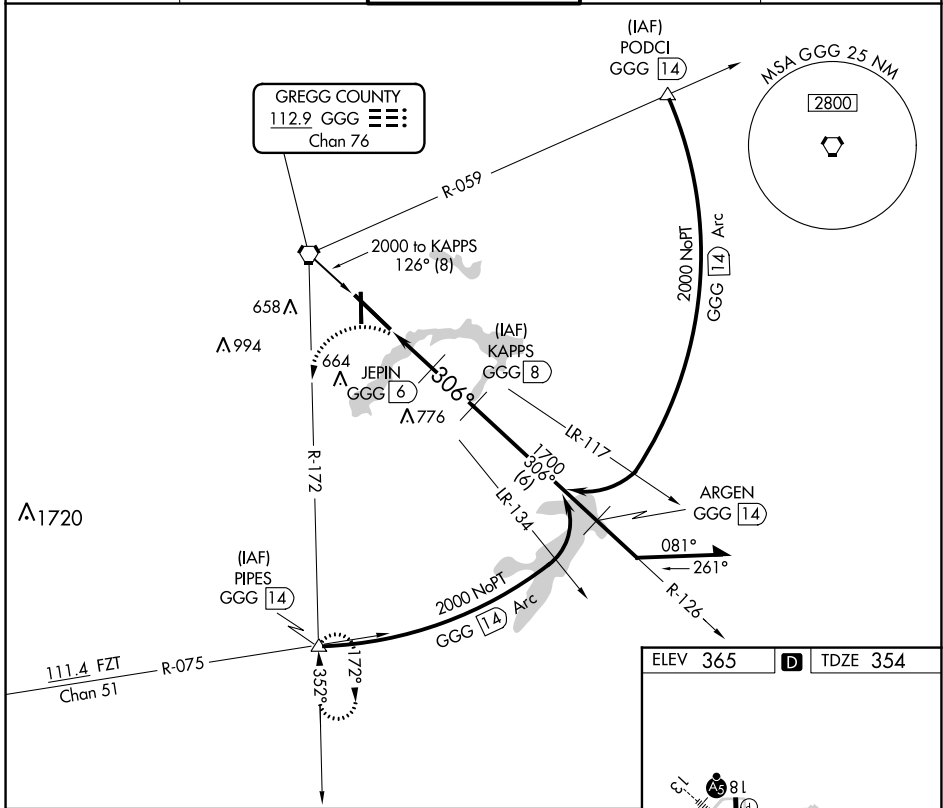 (IAF)
PODCI
GGG 14
MSA GGG 25 NM
2800
GREGG COUNTY
112.9 GGG
Chan 76
R-059
2000 to KAPPS
126° (8)
2000 NoPT
GGG 14 Arc
658
994
664
JEPIN
GGG 6
306°
(IAF)
KAPPS
GGG 8
776
LR-117
1700
306°
(6)
R-172
LR-134
ARGEN
GGG 14
1720
081°
261°
(IAF)
PIPES
GGG 14
2000 NoPT
GGG 14 Arc
R-126
111.4 FZT
Chan 51
R-075
352°
172°
ELEV 365
D
TDZE 354
13
A5
18